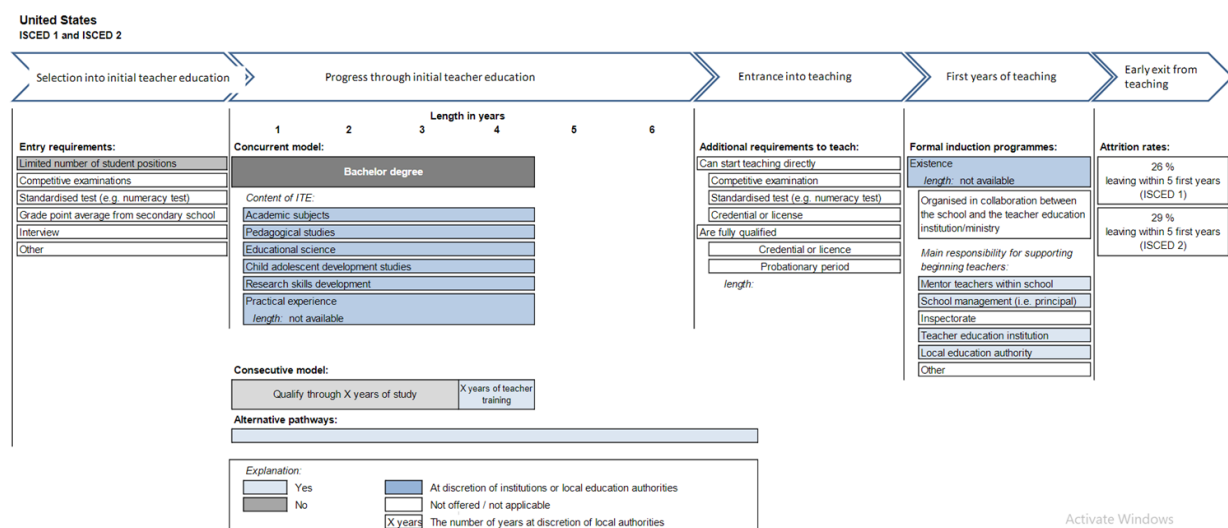 United States
ISCED 1 and ISCED 2
Selection into initial teacher education
Progress through initial teacher education
Entrance into teaching
First years of teaching
Early exit from
teaching
Length in years
1 2 3 4 5 6
Entry requirements:
Limited number of student positions
Competitive examinations
Standardised test (e.g. numeracy test)
Grade point average from secondary school
Interview
Other
Concurrent model:
Bachelor degree
Content of ITE:
Academic subjects
Pedagogical studies
Educational science
Child adolescent development studies
Research skills development
Practical experience
length: not available
Consecutive model:
Qualify through X years of study
X years of teacher
training
Alternative pathways:
Additional requirements to teach:
Can start teaching directly
Competitive examination
Standardised test (e.g. numeracy test)
Credential or license
Are fully qualified
Credential or licence
Probationary period
length:
Formal induction programmes:
Existence
length: not available
Organised in collaboration between
the school and the teacher education
institution/ministry
Main responsibility for supporting
beginning teachers:
Mentor teachers within school
School management (i.e. principal)
Inspectorate
Teacher education institution
Local education authority
Other
Attrition rates:
26 %
leaving within 5 first years
(ISCED 1)
29 %
leaving within 5 first years
(ISCED 2)
Explanation:
Yes
No
At discretion of institutions or local education authorities
Not offered / not applicable
X years The number of years at discretion of local authorities
Activate Windows